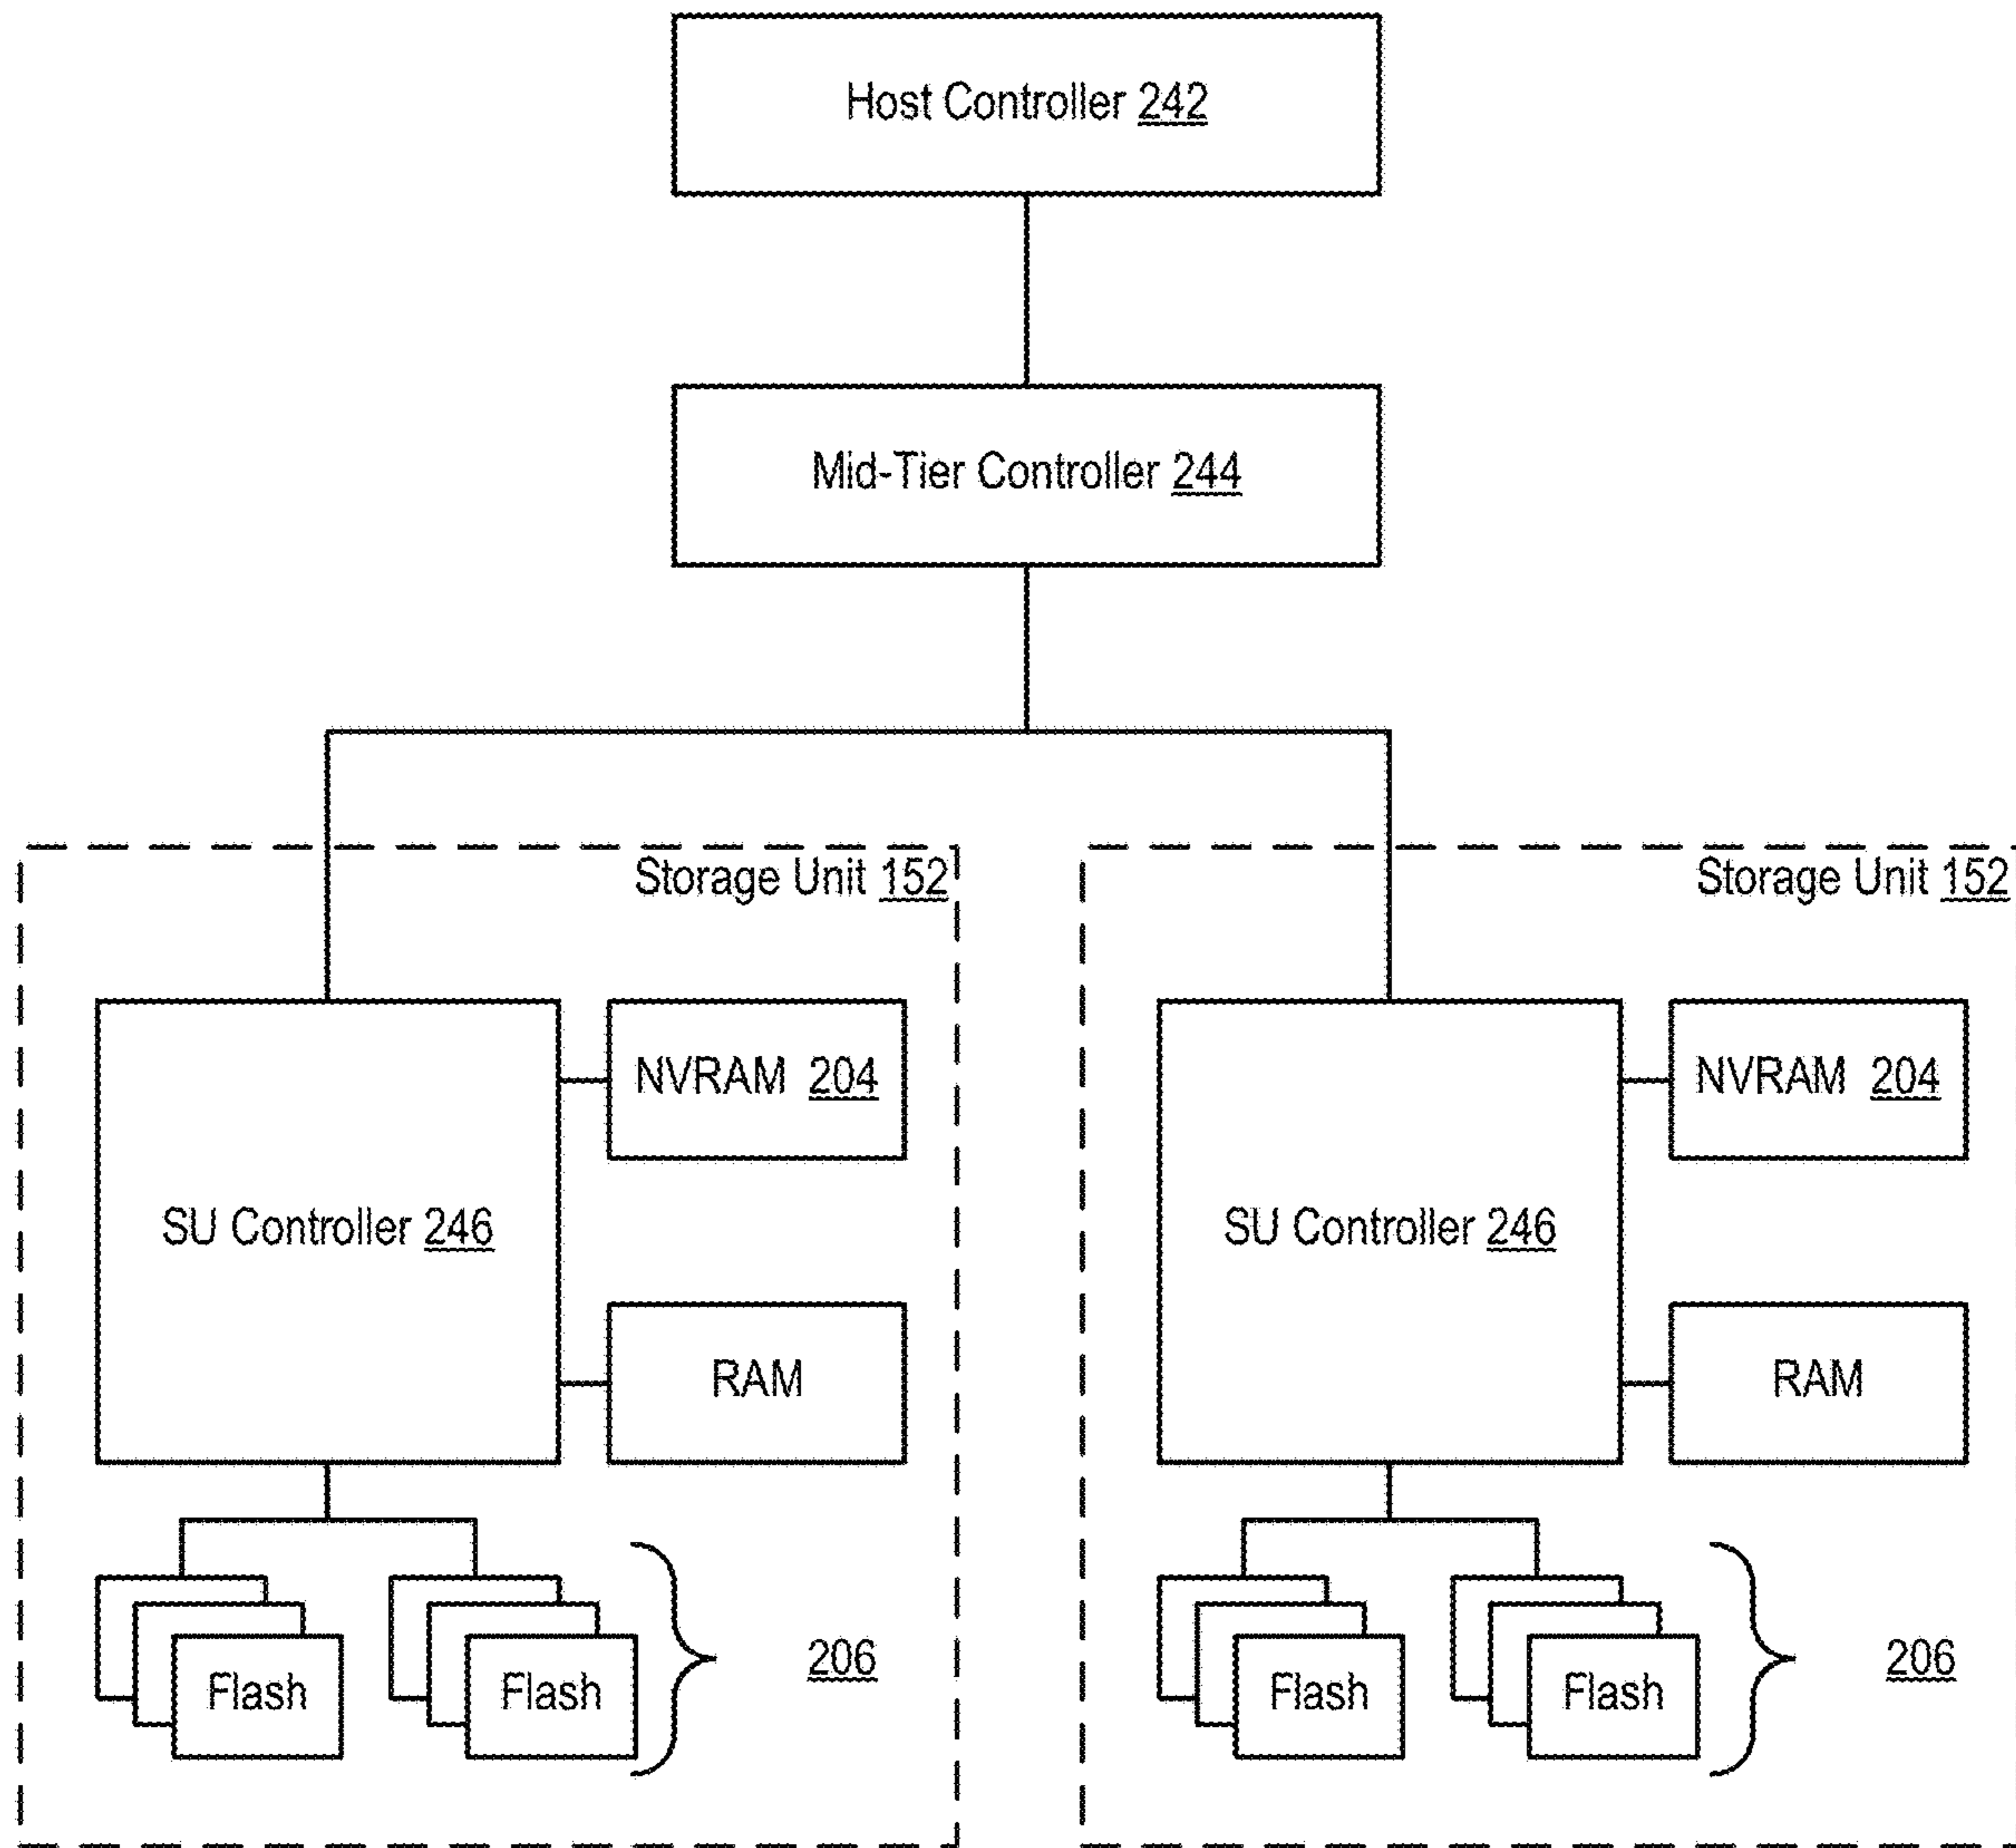 Host Controller 242
Mid-Tier Controller 244
Storage Unit 152
NVRAM 204
SU Controller 246
RAM
Flash
Flash
206
Storage Unit 152
NVRAM 204
SU Controller 246
RAM
Flash
Flash
206